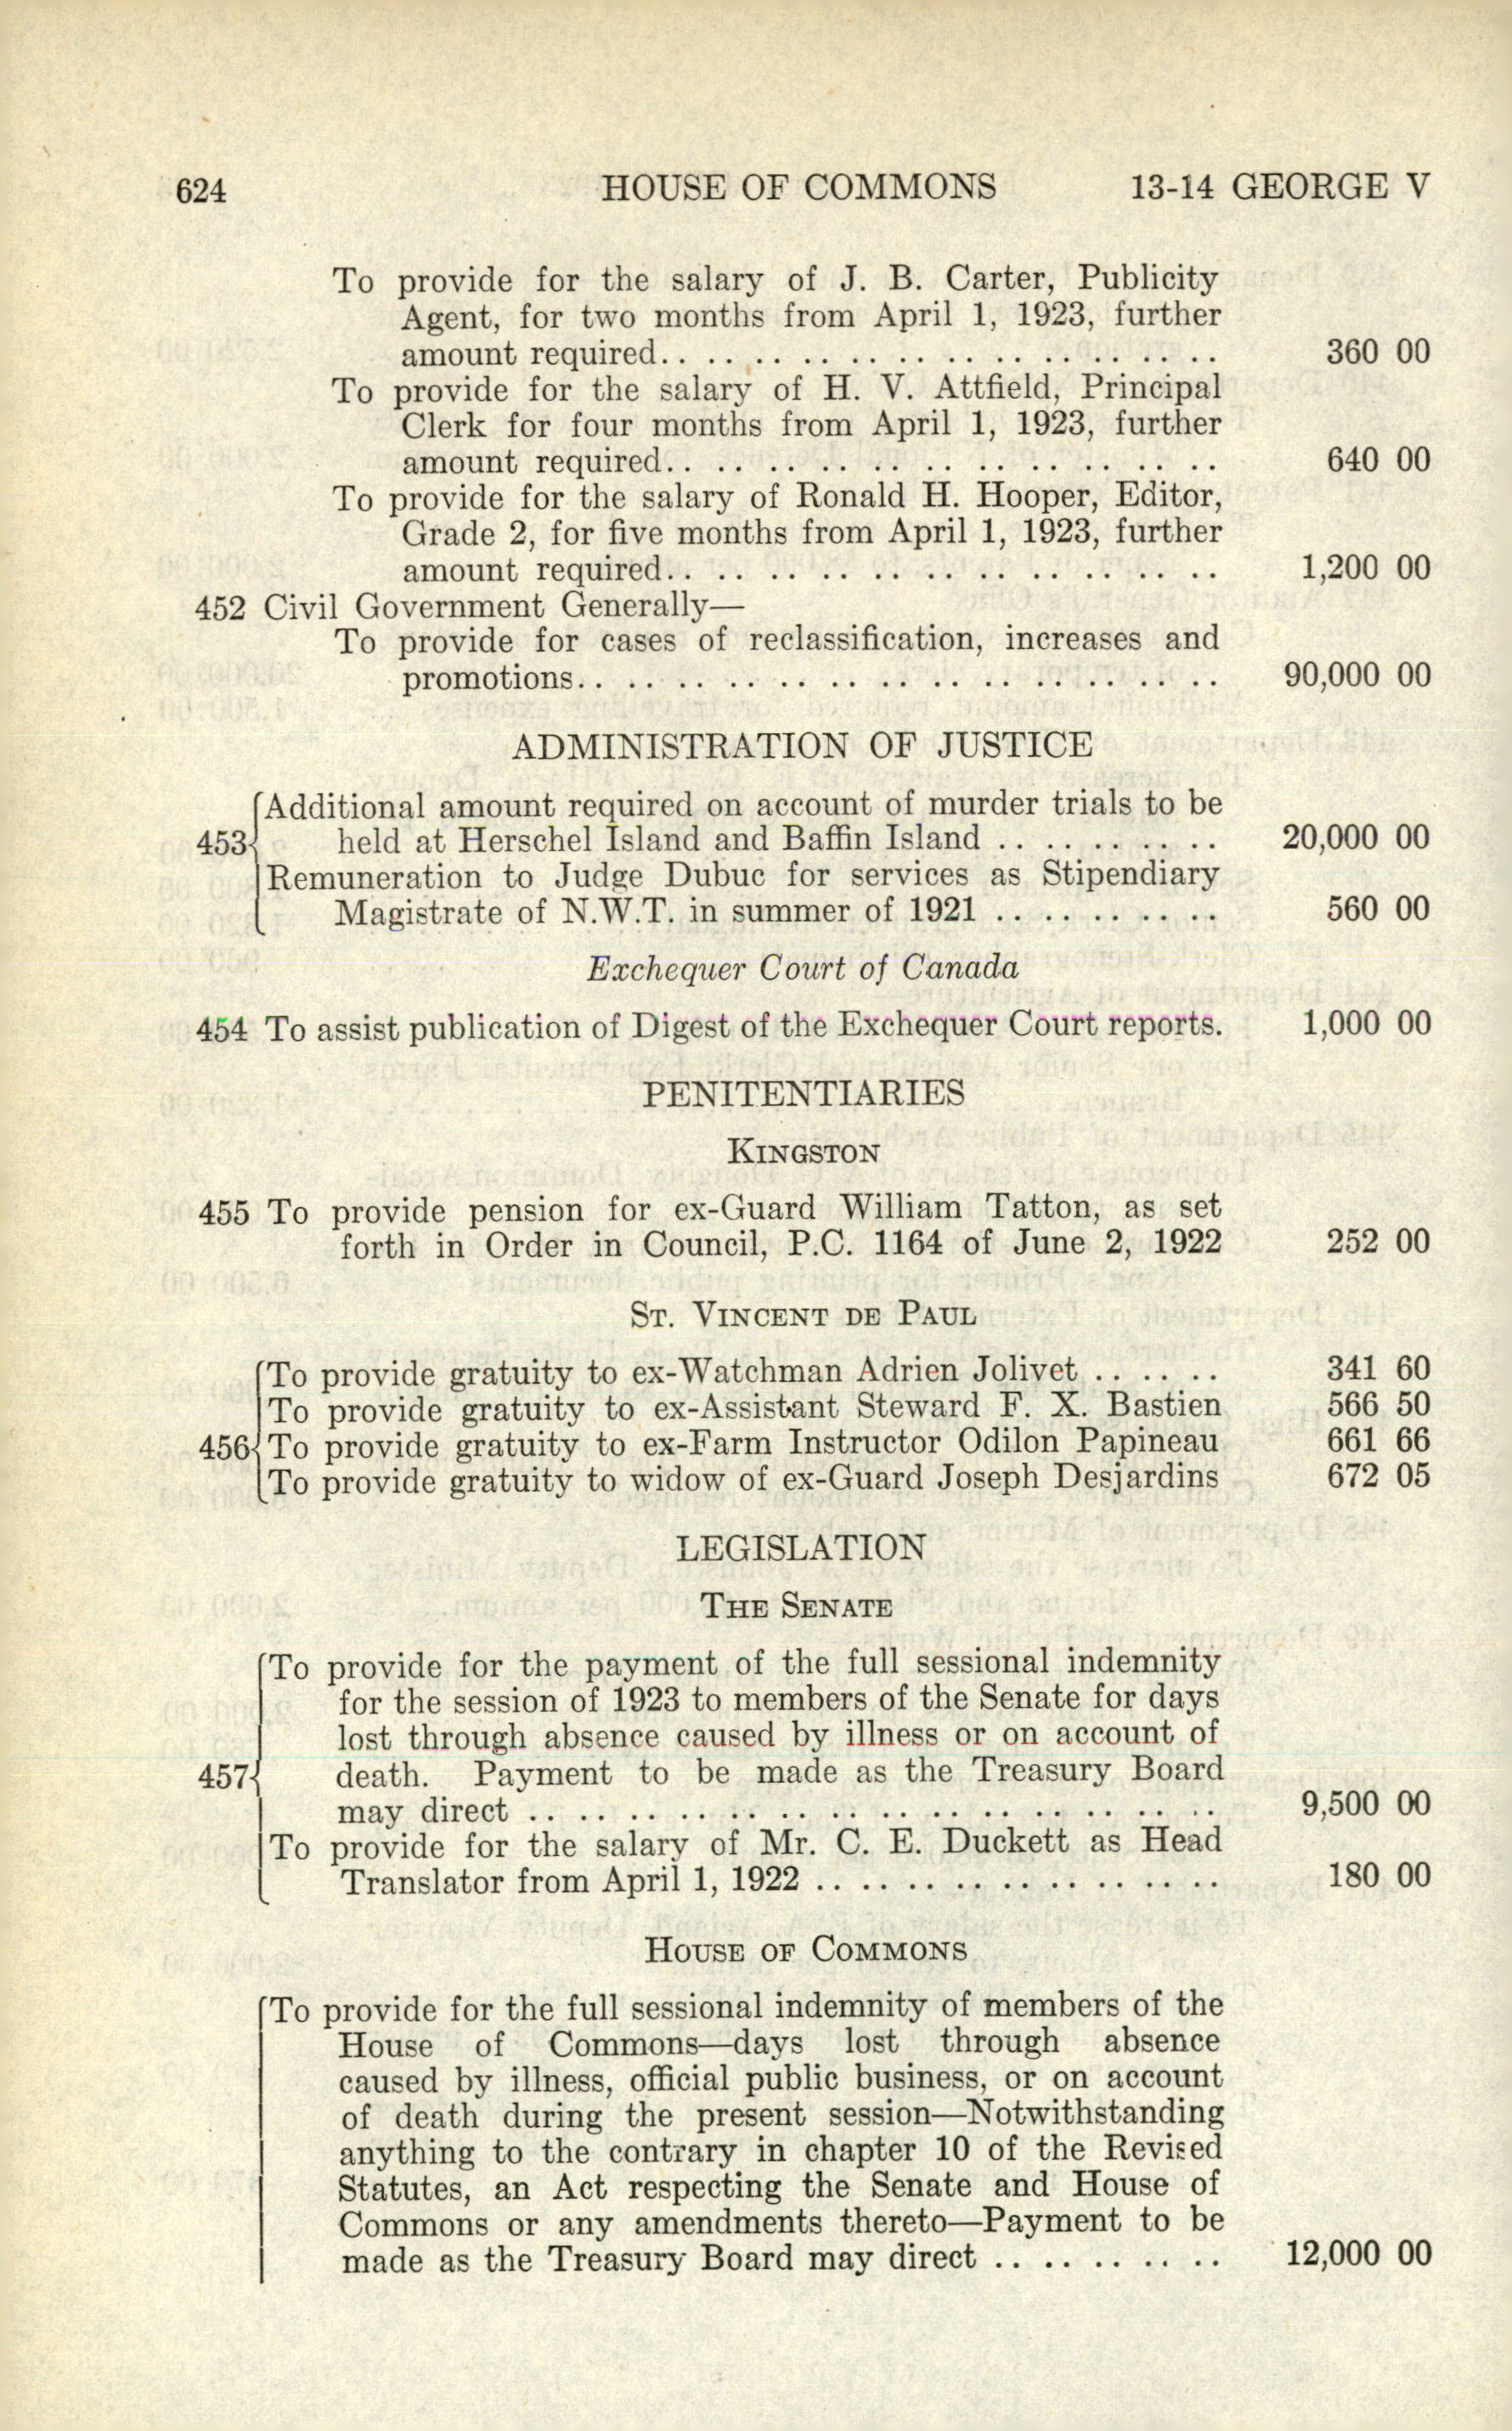 624 HOUSE OF COMMONS 13-14 GEORGE V
To provide for the salary of J. B. Carter, Publicity
Agent, for two months from April 1, 1923, further
amount required. . . . . . . . . . . . . . . . . . . . . . . . 360 00
To provide for the salary of H. V. Attfield, Principal
Clerk for four months from April 1, 1923, further
amount required. . . . . . . . . . . . . . . . . . . . . . 640 00
To provide for the salary of Ronald H. Hooper, Editor,
Grade 2, for five months from April 1, 1923, further
amount required. . . . . . . . . . . . . . . . . . . . . . 1,200 00
452 Civil Government Generally—
To provide for cases of reclassification, increases and
promotions. . . . . . . . . . . . . . . . . . . . . . . . . . 90,000 00
ADMINISTRATION OF JUSTICE
Additional amount required on account of murder trials to be
453 held at Herschel Island and Baffin Island . . . . . . . . . . 20,000 00
Remuneration to Judge Dubuc for services as Stipendiary
Magistrate of N.W.T. in summer of 1921 . . . . . . . . . . 560 00
Exchequer Court of Canada
454 To assist publication of Digest of the Exchequer Court reports. 1,000 00
PENITENTIARIES
KINGSTON
455 To provide pension for ex-Guard William Tatton, as set
forth in Order in Council, P.C. 1164 of June 2, 1922 252 00
ST. VINCENT DE PAUL
To provide gratuity to ex-Watchman Adrien Jolivet . . . . . . 341 60
To provide gratuity to ex-Assistant Steward F. X. Bastien 566 50
456 To provide gratuity to ex-Farm Instructor Odilon Papineau 661 66
To provide gratuity to widow of ex-Guard Joseph Desjardins 672 05
LEGISLATION
THE SENATE
To provide for the payment of the full sessional indemnity
for the session of 1923 to members of the Senate for days
lost through absence caused by illness or on account of
457 death. Payment to be made as the Treasury Board
may direct . . . . . . . . . . . . . . . . . . . . . . . . . . . . 9,500 00
To provide for the salary of Mr. C. E. Duckett as Head
Translator from April 1, 1922 . . . . . . . . . . . . . . . . . . 180 00
HOUSE OF COMMONS
To provide for the full sessional indemnity of members of the
House of Commons—days lost through absence
caused by illness, official public business, or on account
of death during the present session—Notwithstanding
anything to the contrary in chapter 10 of the Revised
Statutes, an Act respecting the Senate and House of
Commons or any amendments thereto—Payment to be
made as the Treasury Board may direct . . . . . . . . . . 12,000 00